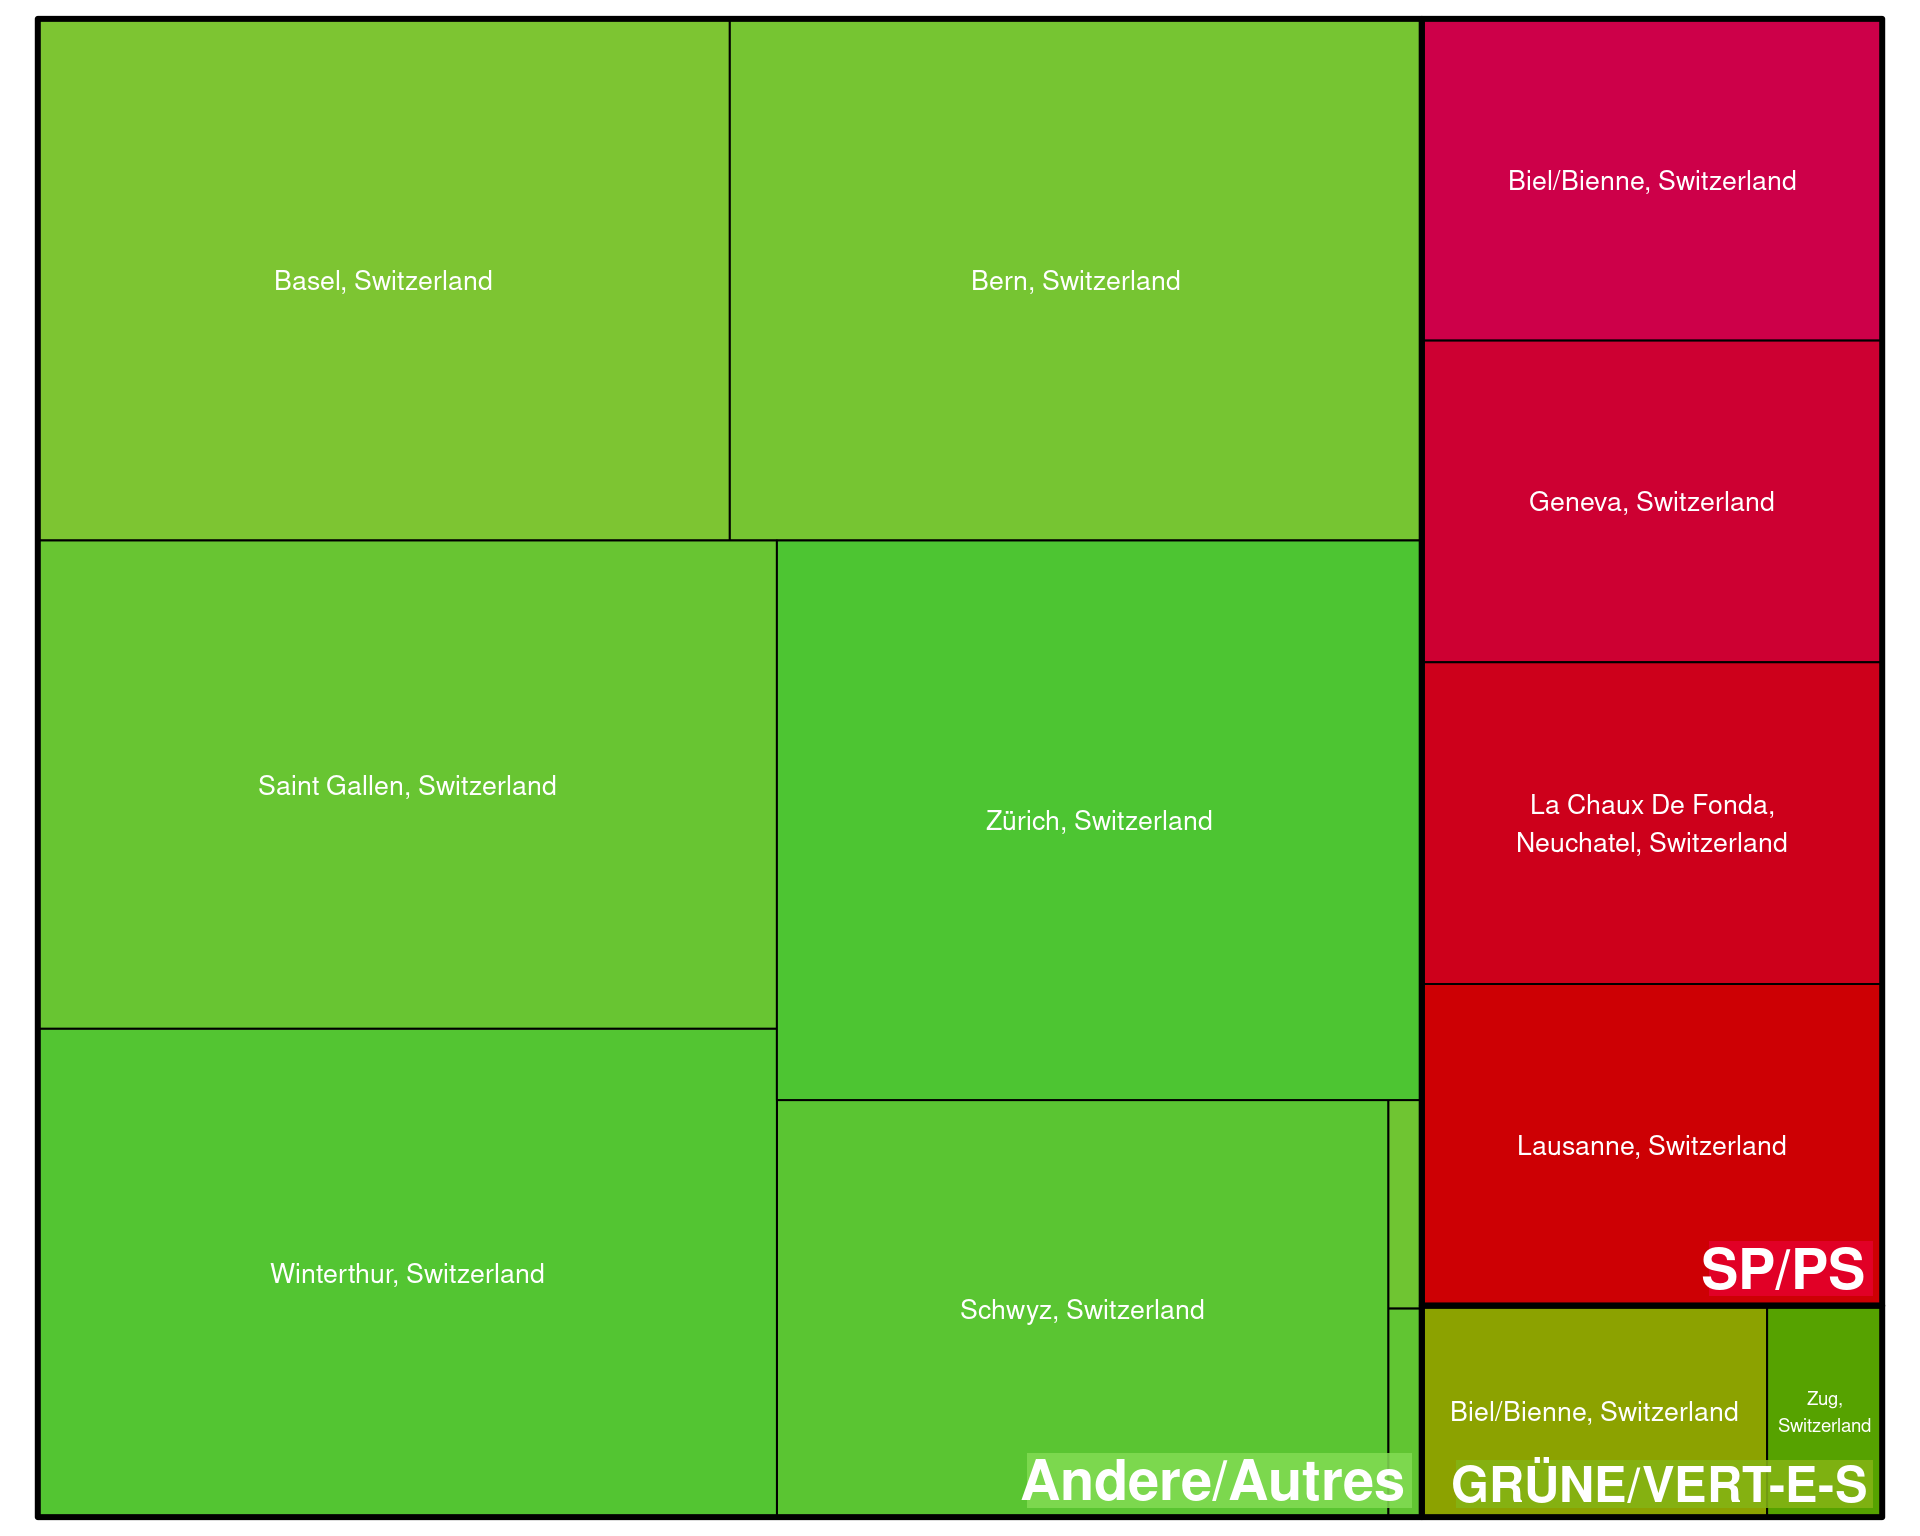 Basel, Switzerland
Bern, Switzerland
Saint Gallen, Switzerland
Zürich, Switzerland
Winterthur, Switzerland
Schwyz, Switzerland
Andere/Autres
Biel/Bienne, Switzerland
Geneva, Switzerland
La Chaux De Fonda,
Neuchatel, Switzerland
Lausanne, Switzerland
SP/PS
Biel/Bienne, Switzerland
Zug,
Switzerland
GRÜNE/VERT-E-S